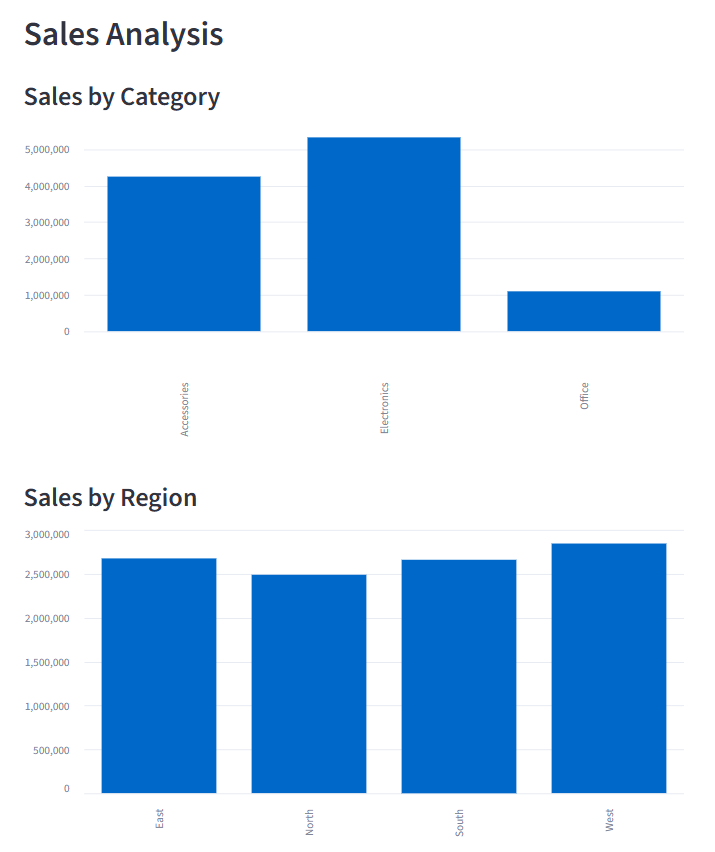 Sales Analysis
Sales by Category
5,000,000
4,000,000
3,000,000
2,000,000
1,000,000
0
Accessories
Electronics
Office
Sales by Region
3,000,000
2,500,000
2,000,000
1,500,000
1,000,000
500,000
0
East
North
South
West